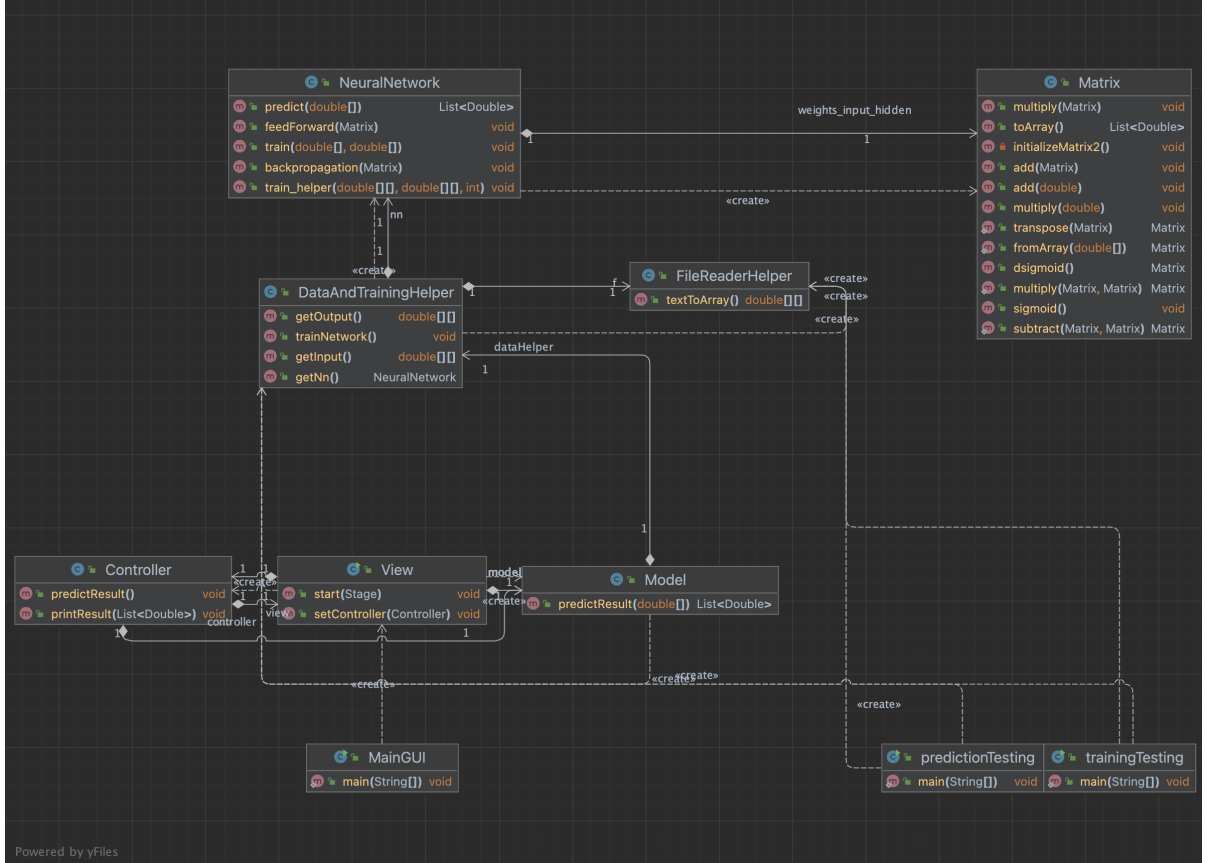 NeuralNetwork
predict(double[]) List<Double>
feedForward(Matrix) void
train(double[], double[]) void
backpropagation(Matrix) void
train_helper(double[][], double[][], int) void
weights_input_hidden
1
1
«create»
Matrix
multiply(Matrix) void
toArray() List<Double>
initializeMatrix2() void
add(Matrix) void
add(double) void
multiply(double) void
transpose(Matrix) Matrix
fromArray(double[]) Matrix
dsigmoid() Matrix
multiply(Matrix, Matrix) Matrix
sigmoid() void
subtract(Matrix, Matrix) Matrix
nn
1
1
«create»
DataAndTrainingHelper
getOutput() double[][]
trainNetwork() void
getInput() double[][]
getNn() NeuralNetwork
1
f
1
FileReaderHelper
textToArray() double[][]
«create»
«create»
«create»
dataHelper
1
1
Controller
predictResult() void
printResult(List<Double>) void
1
1
«create»
1
1
view
controller
1
View
start(Stage) void
setController(Controller) void
1
model
1
«create»
Model
predictResult(double[]) List<Double>
«create»
«create»
«create»
«create»
MainGUI
main(String[]) void
predictionTesting
main(String[]) void
trainingTesting
main(String[]) void
Powered by yFiles